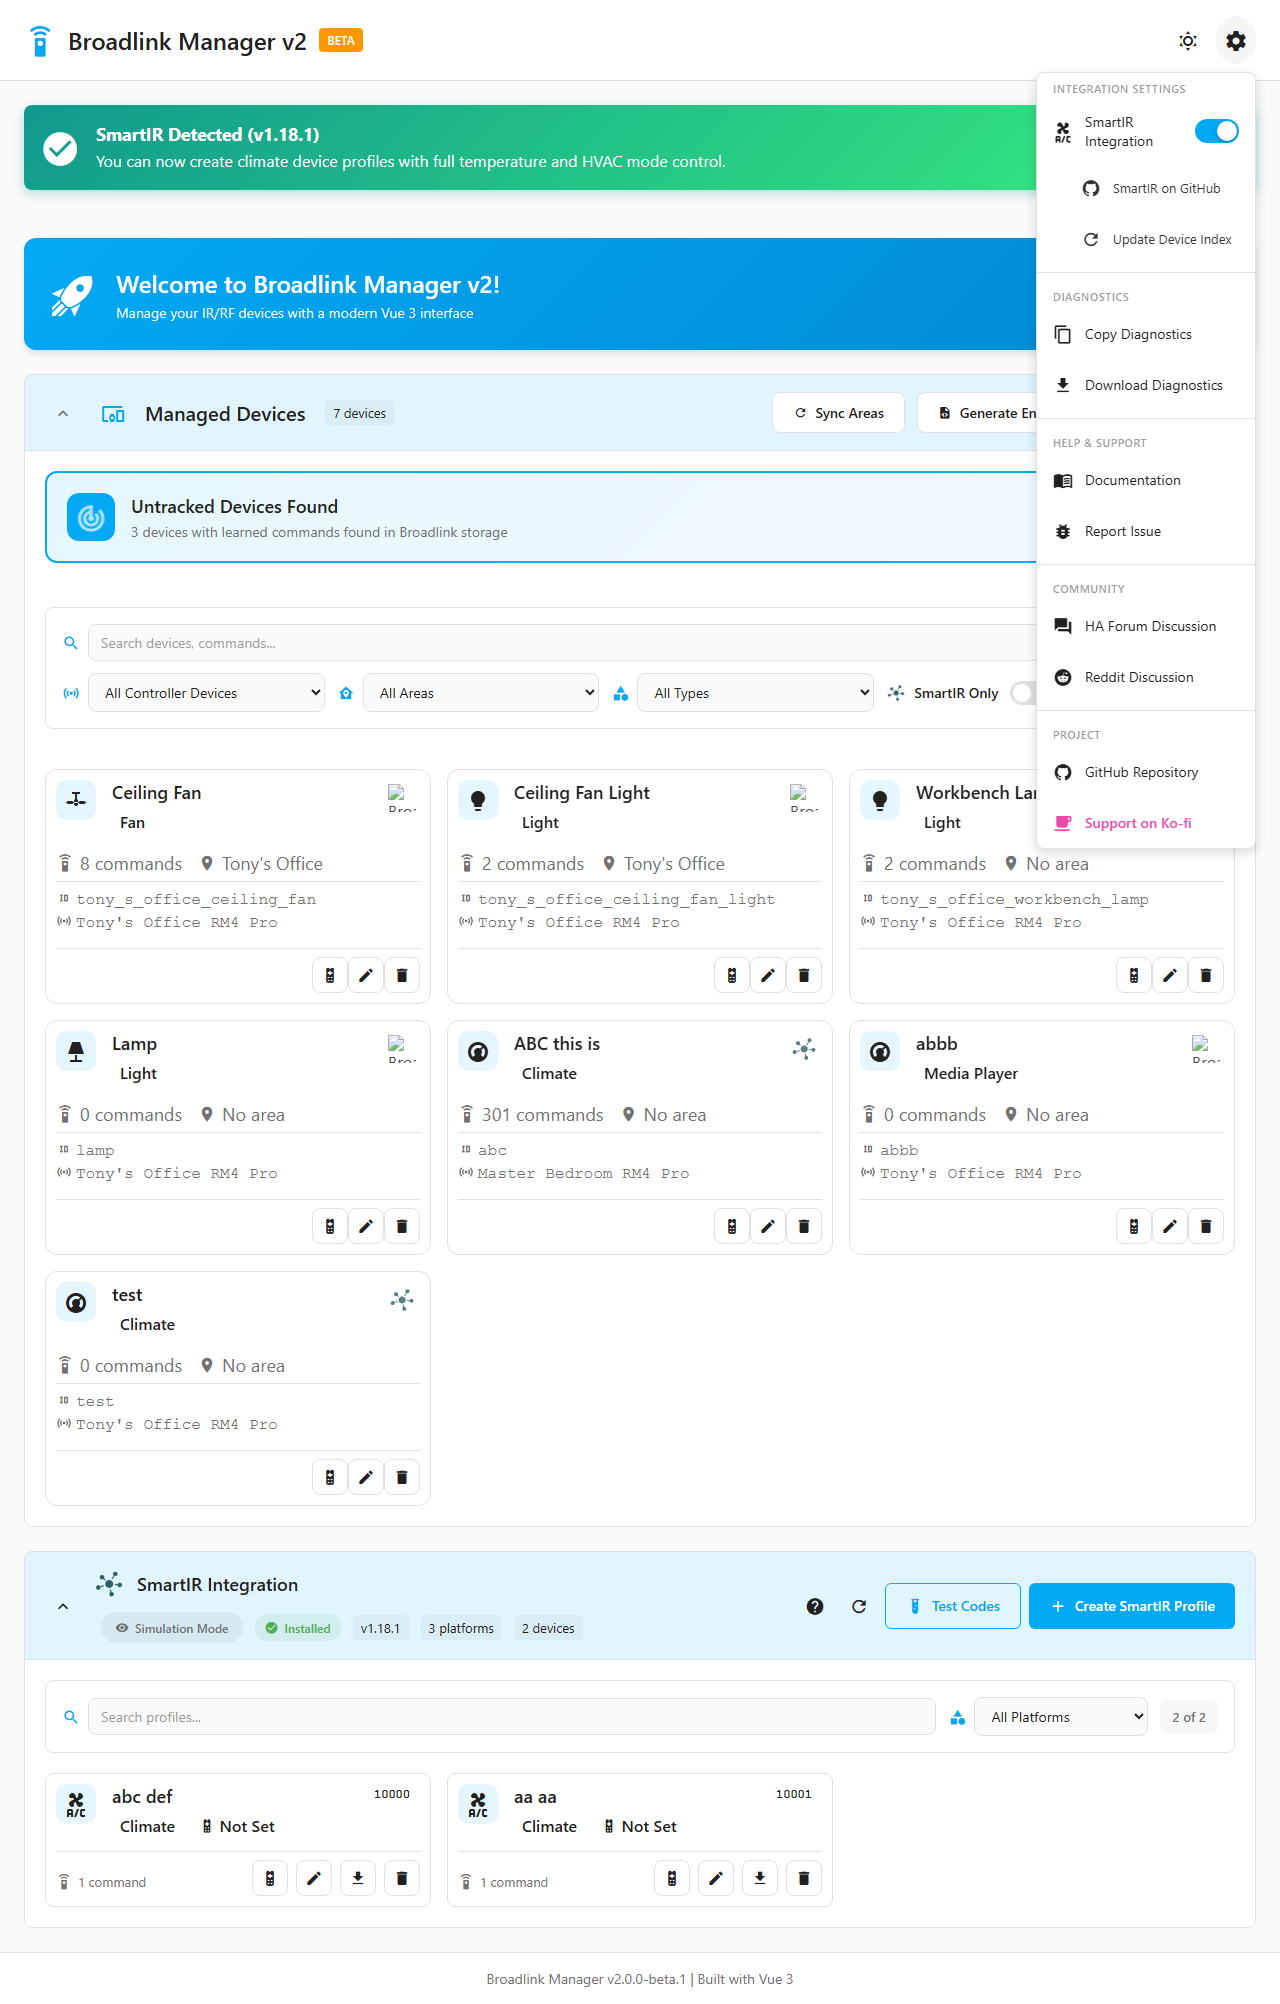 Broadlink Manager v2
BETA
INTEGRATION SETTINGS
SmartIR
Integration
SmartIR on GitHub
Update Device Index
DIAGNOSTICS
Copy Diagnostics
Download Diagnostics
HELP & SUPPORT
Documentation
Report Issue
COMMUNITY
HA Forum Discussion
Reddit Discussion
PROJECT
GitHub Repository
Support on Ko-fi
SmartIR Detected (v1.18.1)
You can now create climate device profiles with full temperature and HVAC mode control.
Welcome to Broadlink Manager v2!
Manage your IR/RF devices with a modern Vue 3 interface
Managed Devices
7 devices
Sync Areas
Generate En
Untracked Devices Found
3 devices with learned commands found in Broadlink storage
Search devices, commands...
All Controller Devices
All Areas
All Types
SmartIR Only
Ceiling Fan
Fan
8 commands
Tony's Office
ID tony_s_office_ceiling_fan
Tony's Office RM4 Pro
Ceiling Fan Light
Light
2 commands
Tony's Office
ID tony_s_office_ceiling_fan_light
Tony's Office RM4 Pro
Workbench Lar
Light
2 commands
No area
ID tony_s_office_workbench_lamp
Tony's Office RM4 Pro
Lamp
Light
0 commands
No area
ID lamp
Tony's Office RM4 Pro
ABC this is
Climate
301 commands
No area
ID abc
Master Bedroom RM4 Pro
abbb
Media Player
0 commands
No area
ID abbb
Tony's Office RM4 Pro
test
Climate
0 commands
No area
ID test
Tony's Office RM4 Pro
SmartIR Integration
Simulation Mode
Installed
v1.18.1
3 platforms
2 devices
Test Codes
Create SmartIR Profile
Search profiles...
All Platforms
2 of 2
A/C
abc def
10000
Climate
Not Set
1 command
A/C
aa aa
10001
Climate
Not Set
1 command
Broadlink Manager v2.0.0-beta.1 | Built with Vue 3